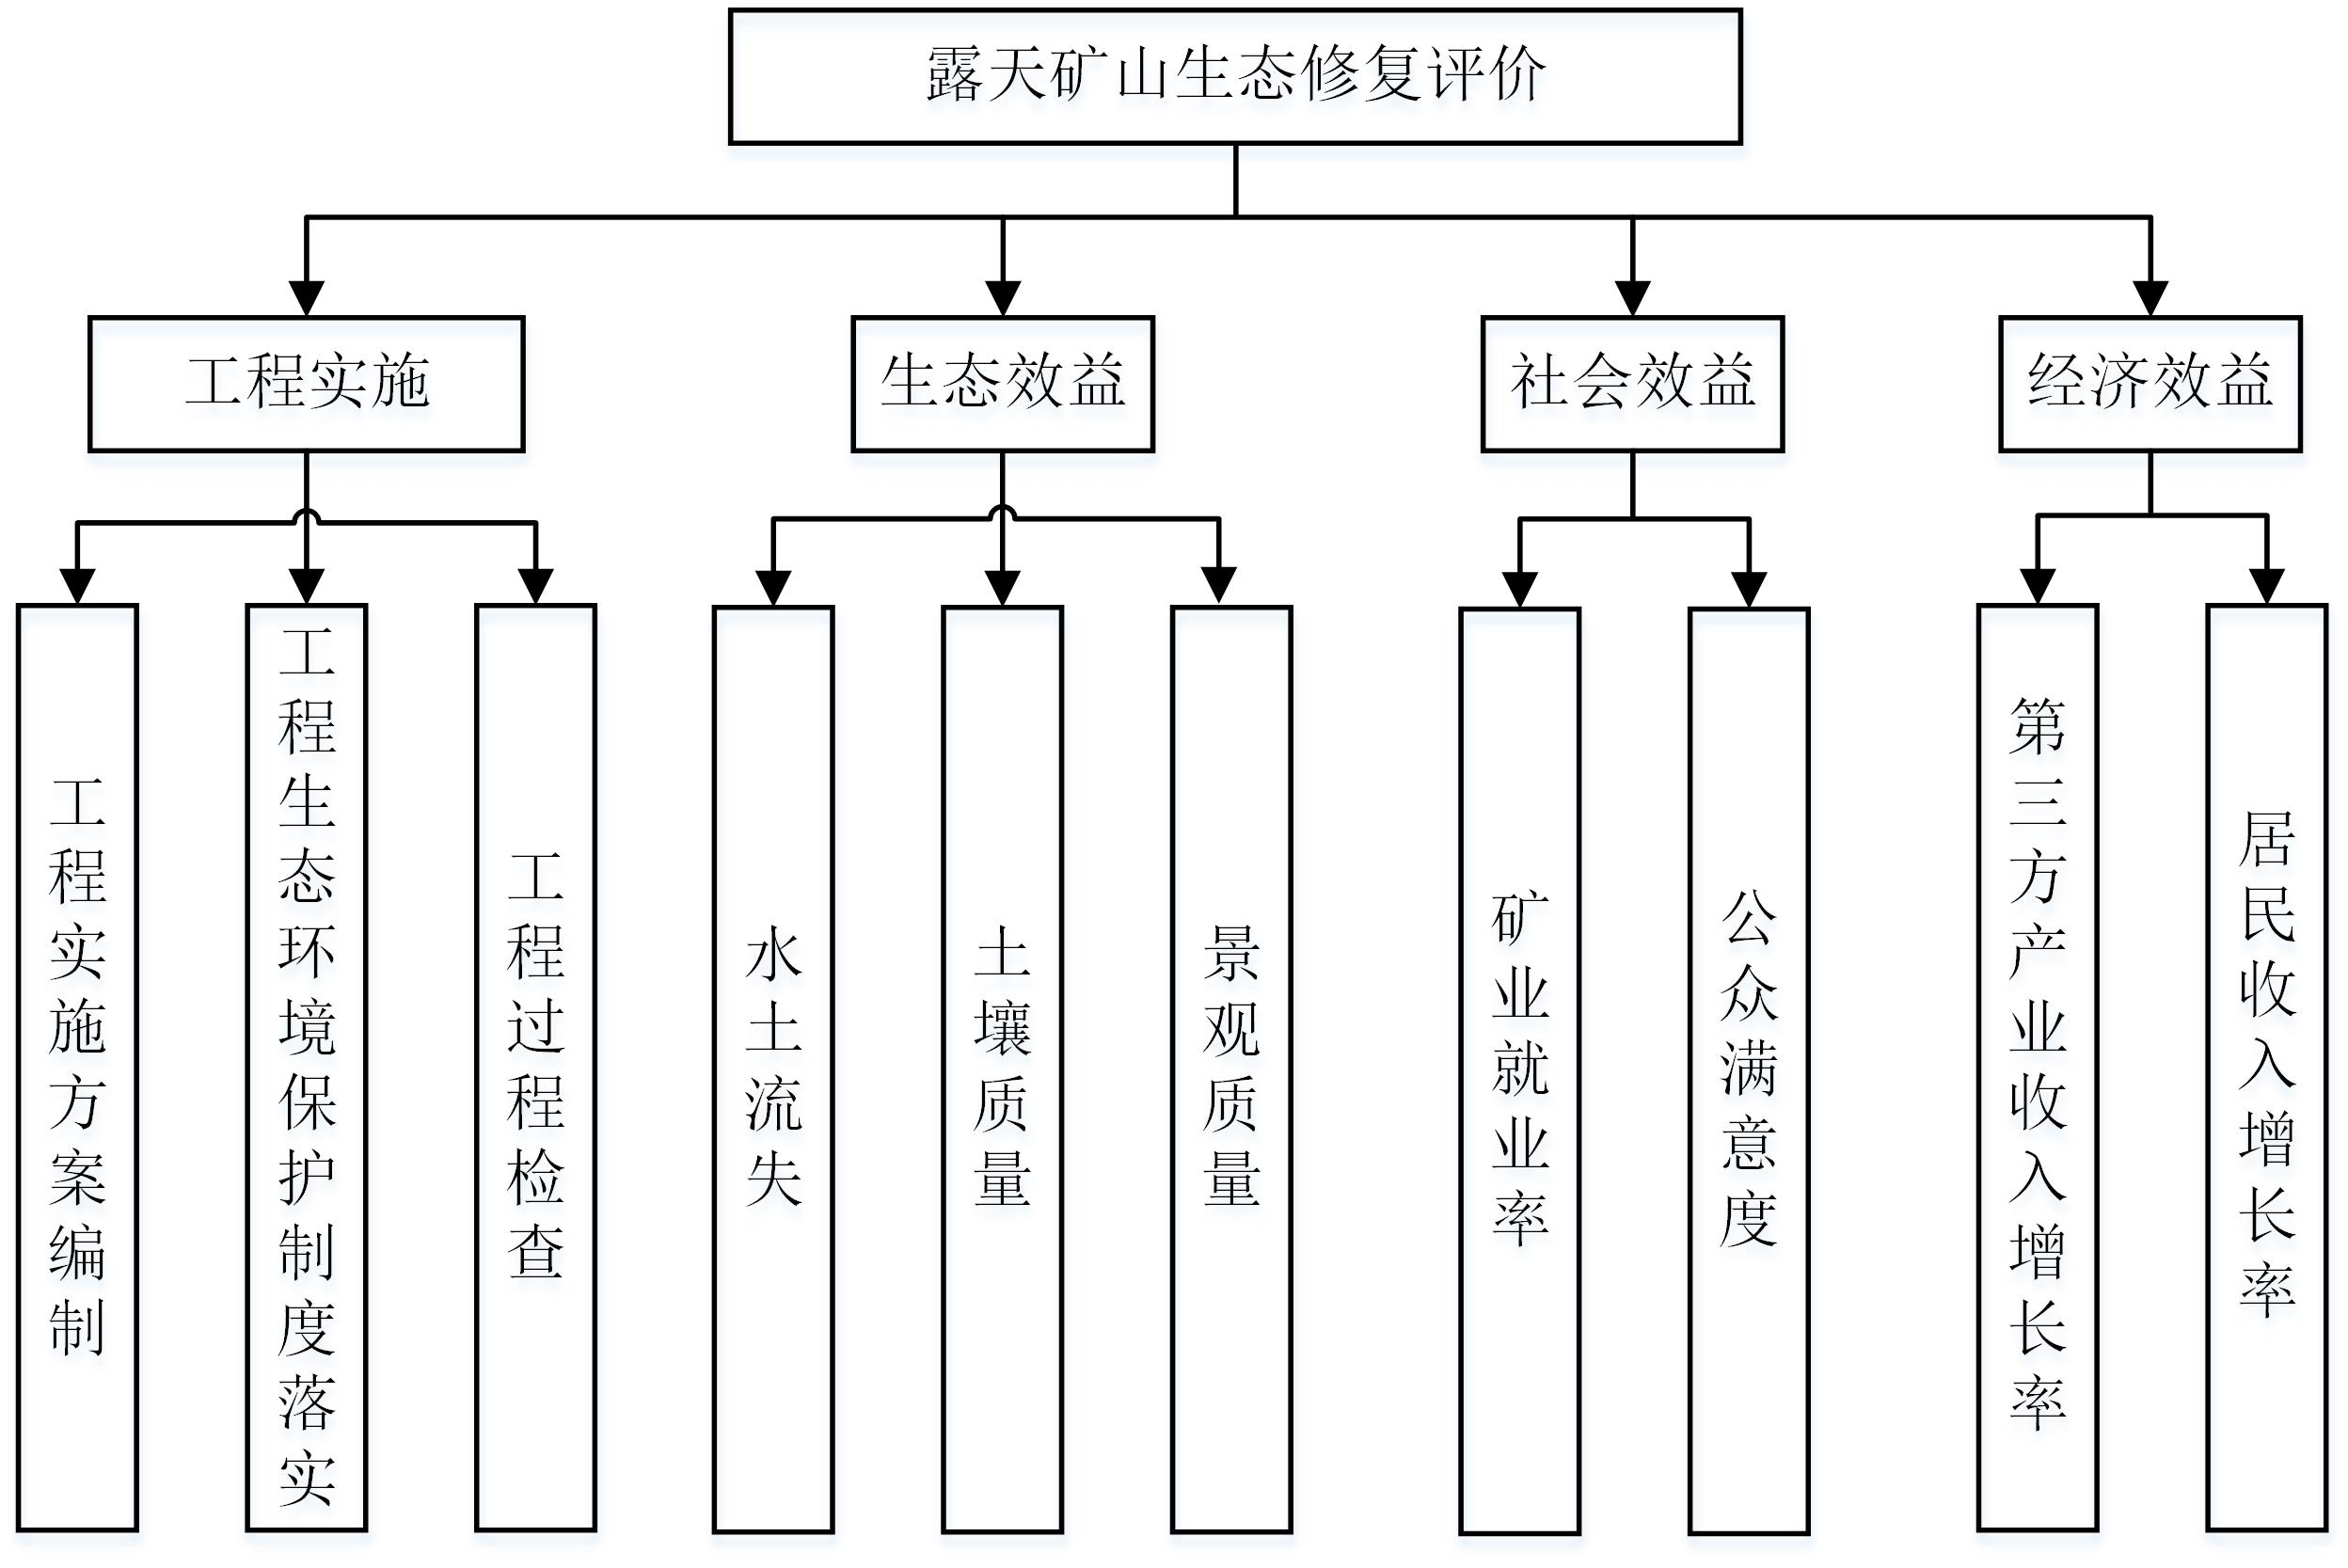 露天矿山生态修复评价
工程实施
生态效益
社会效益
经济效益
工程实施方案编制
工程生态环境保护制度落实
工程过程检查
水土流失
土壤质量
景观质量
矿业就业率
公众满意度
第三方产业收入增长率
居民收入增长率